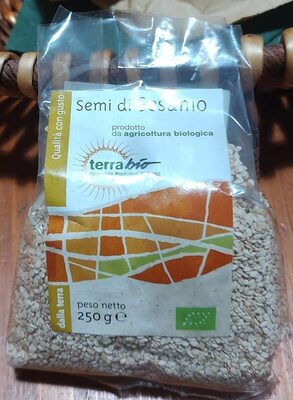 Semi di Sesamo
prodotto
da agricoltura biologica
Qualità con gusto
terrabio
dalla terra
peso netto
250 g ℮